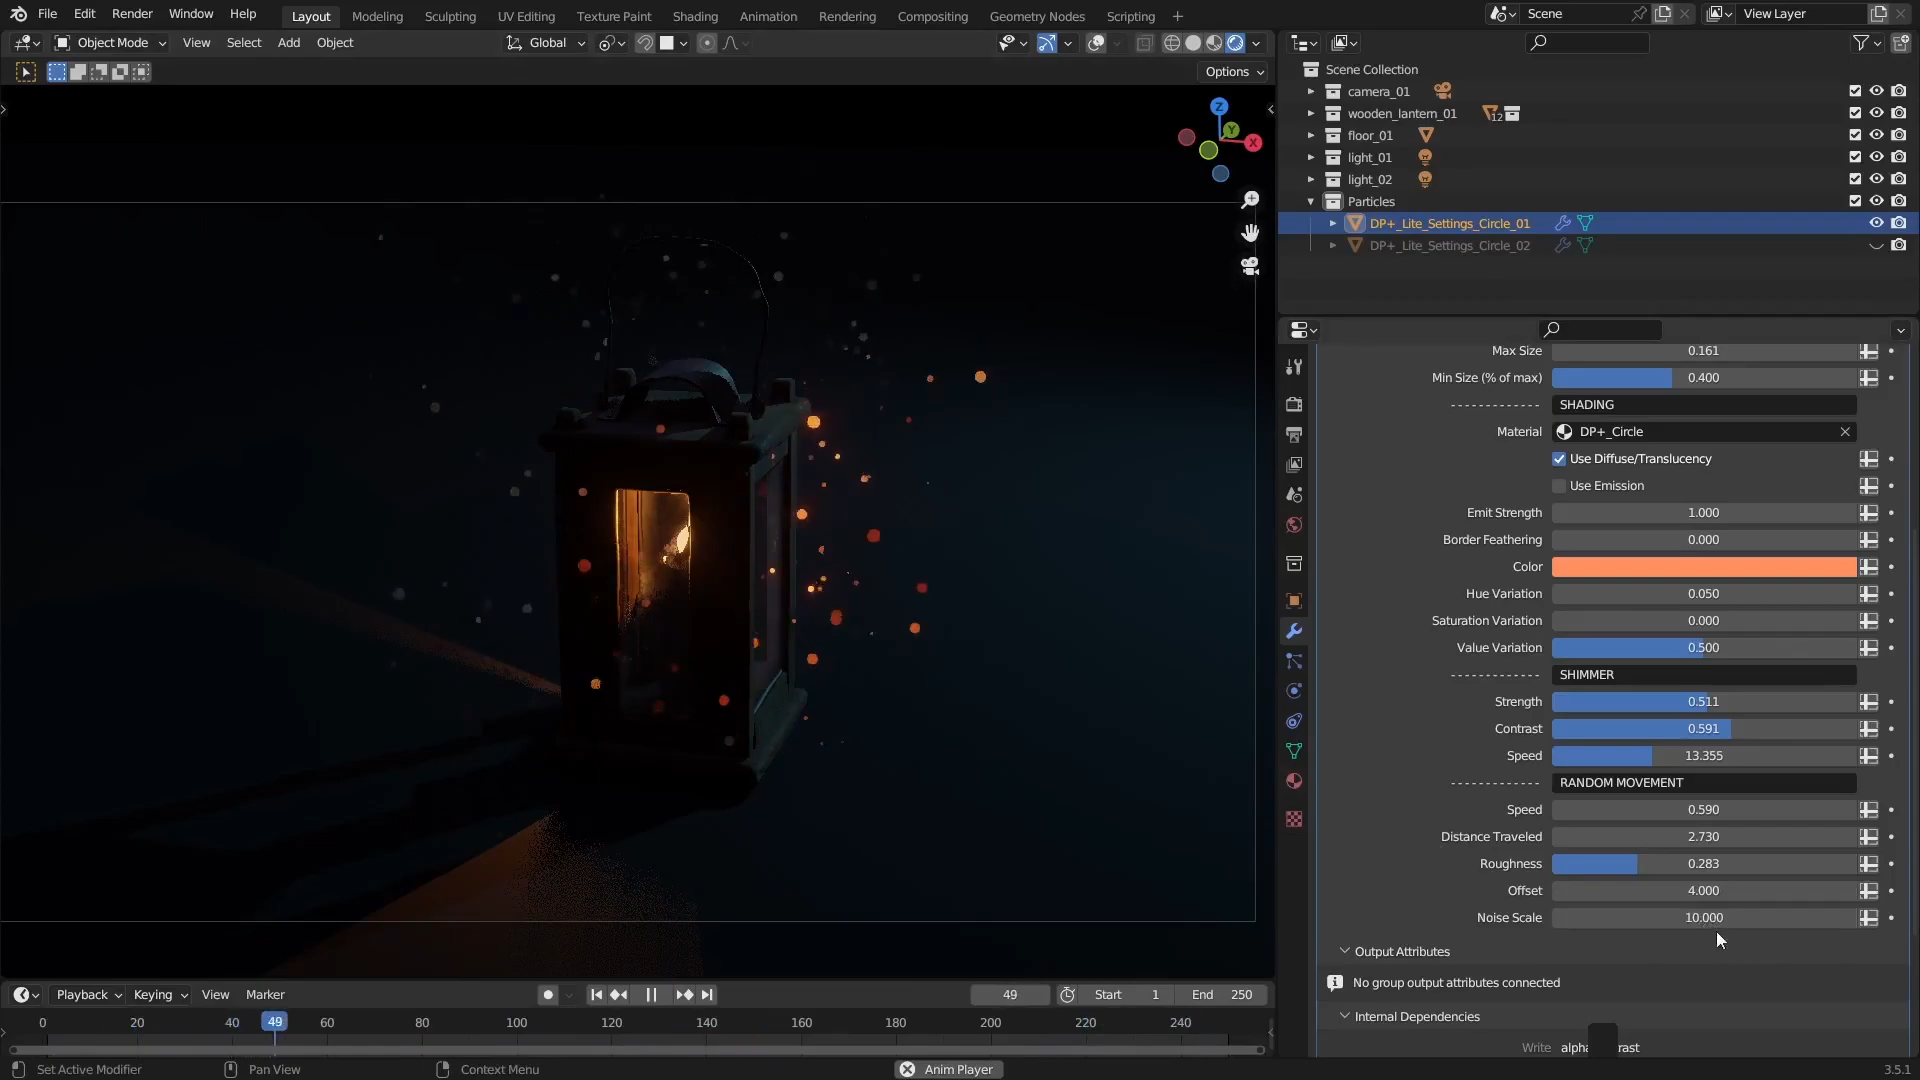 File Edit Render Window Help Layout Modeling Sculpting UV Editing Texture Paint Shading Animation Rendering Compositing Geometry Nodes Scripting Scene View Layer
Object Mode View Select Add Object Global
Options
Scene Collection
camera_01
wooden_lantern_01 12
floor_01
light_01
light_02
Particles
DP+_Lite_Settings_Circle_01
DP+_Lite_Settings_Circle_02
Z
Y
X
Max Size 0.161
Min Size (% of max) 0.400
------------- SHADING
Material DP+_Circle
Use Diffuse/Translucency
Use Emission
Emit Strength 1.000
Border Feathering 0.000
Color
Hue Variation 0.050
Saturation Variation 0.000
Value Variation 0.500
------------- SHIMMER
Strength 0.511
Contrast 0.591
Speed 13.355
------------- RANDOM MOVEMENT
Speed 0.590
Distance Traveled 2.730
Roughness 0.283
Offset 4.000
Noise Scale 10.000
Output Attributes
No group output attributes connected
Internal Dependencies
Write alpha rast
Playback Keying View Marker 49 Start 1 End 250
0 20 40 49 60 80 100 120 140 160 180 200 220 240
Set Active Modifier Pan View Context Menu Anim Player 3.5.1